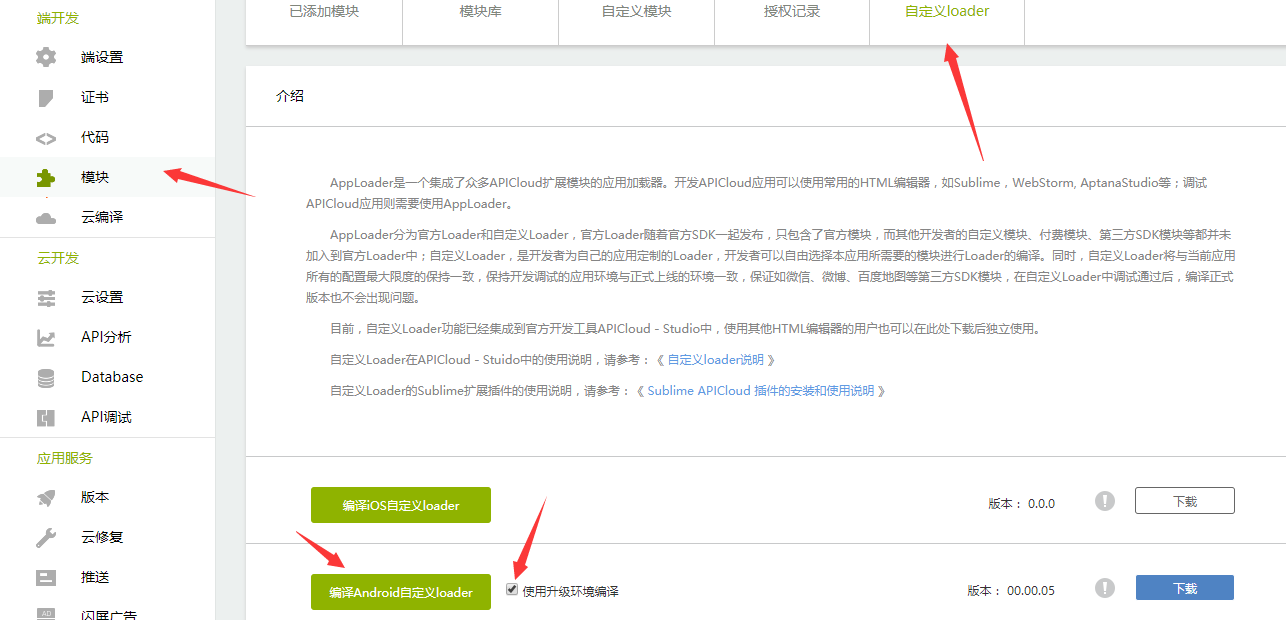 端开发
端设置
证书
代码
模块
云编译
云开发
云设置
API分析
Database
API调试
应用服务
版本
云修复
推送
AD
闪屏广告
已添加模块
模块库
自定义模块
授权记录
自定义loader
介绍
AppLoader是一个集成了众多APICloud扩展模块的应用加载器。开发APICloud应用可以使用常用的HTML编辑器，如Sublime，WebStorm, AptanaStudio等；调试
APICloud应用则需要使用AppLoader。
AppLoader分为官方Loader和自定义Loader，官方Loader随着官方SDK一起发布，只包含了官方模块，而其他开发者的自定义模块、付费模块、第三方SDK模块等都并未
加入到官方Loader中；自定义Loader，是开发者为自己的应用定制的Loader，开发者可以自由选择本应用所需要的模块进行Loader的编译。同时，自定义Loader将与当前应用
所有的配置最大限度的保持一致，保持开发调试的应用环境与正式上线的环境一致，保证如微信、微博、百度地图等第三方SDK模块，在自定义Loader中调试通过后，编译正式
版本也不会出现问题。
目前，自定义Loader功能已经集成到官方开发工具APICloud - Studio中，使用其他HTML编辑器的用户也可以在此处下载后独立使用。
自定义Loader在APICloud - Stuido中的使用说明，请参考：《 自定义loader说明 》
自定义Loader的Sublime扩展插件的使用说明，请参考：《 Sublime APICloud 插件的安装和使用说明 》
编译iOS自定义loader
版本： 0.0.0
下载
编译Android自定义loader
使用升级环境编译
版本： 00.00.05
下载